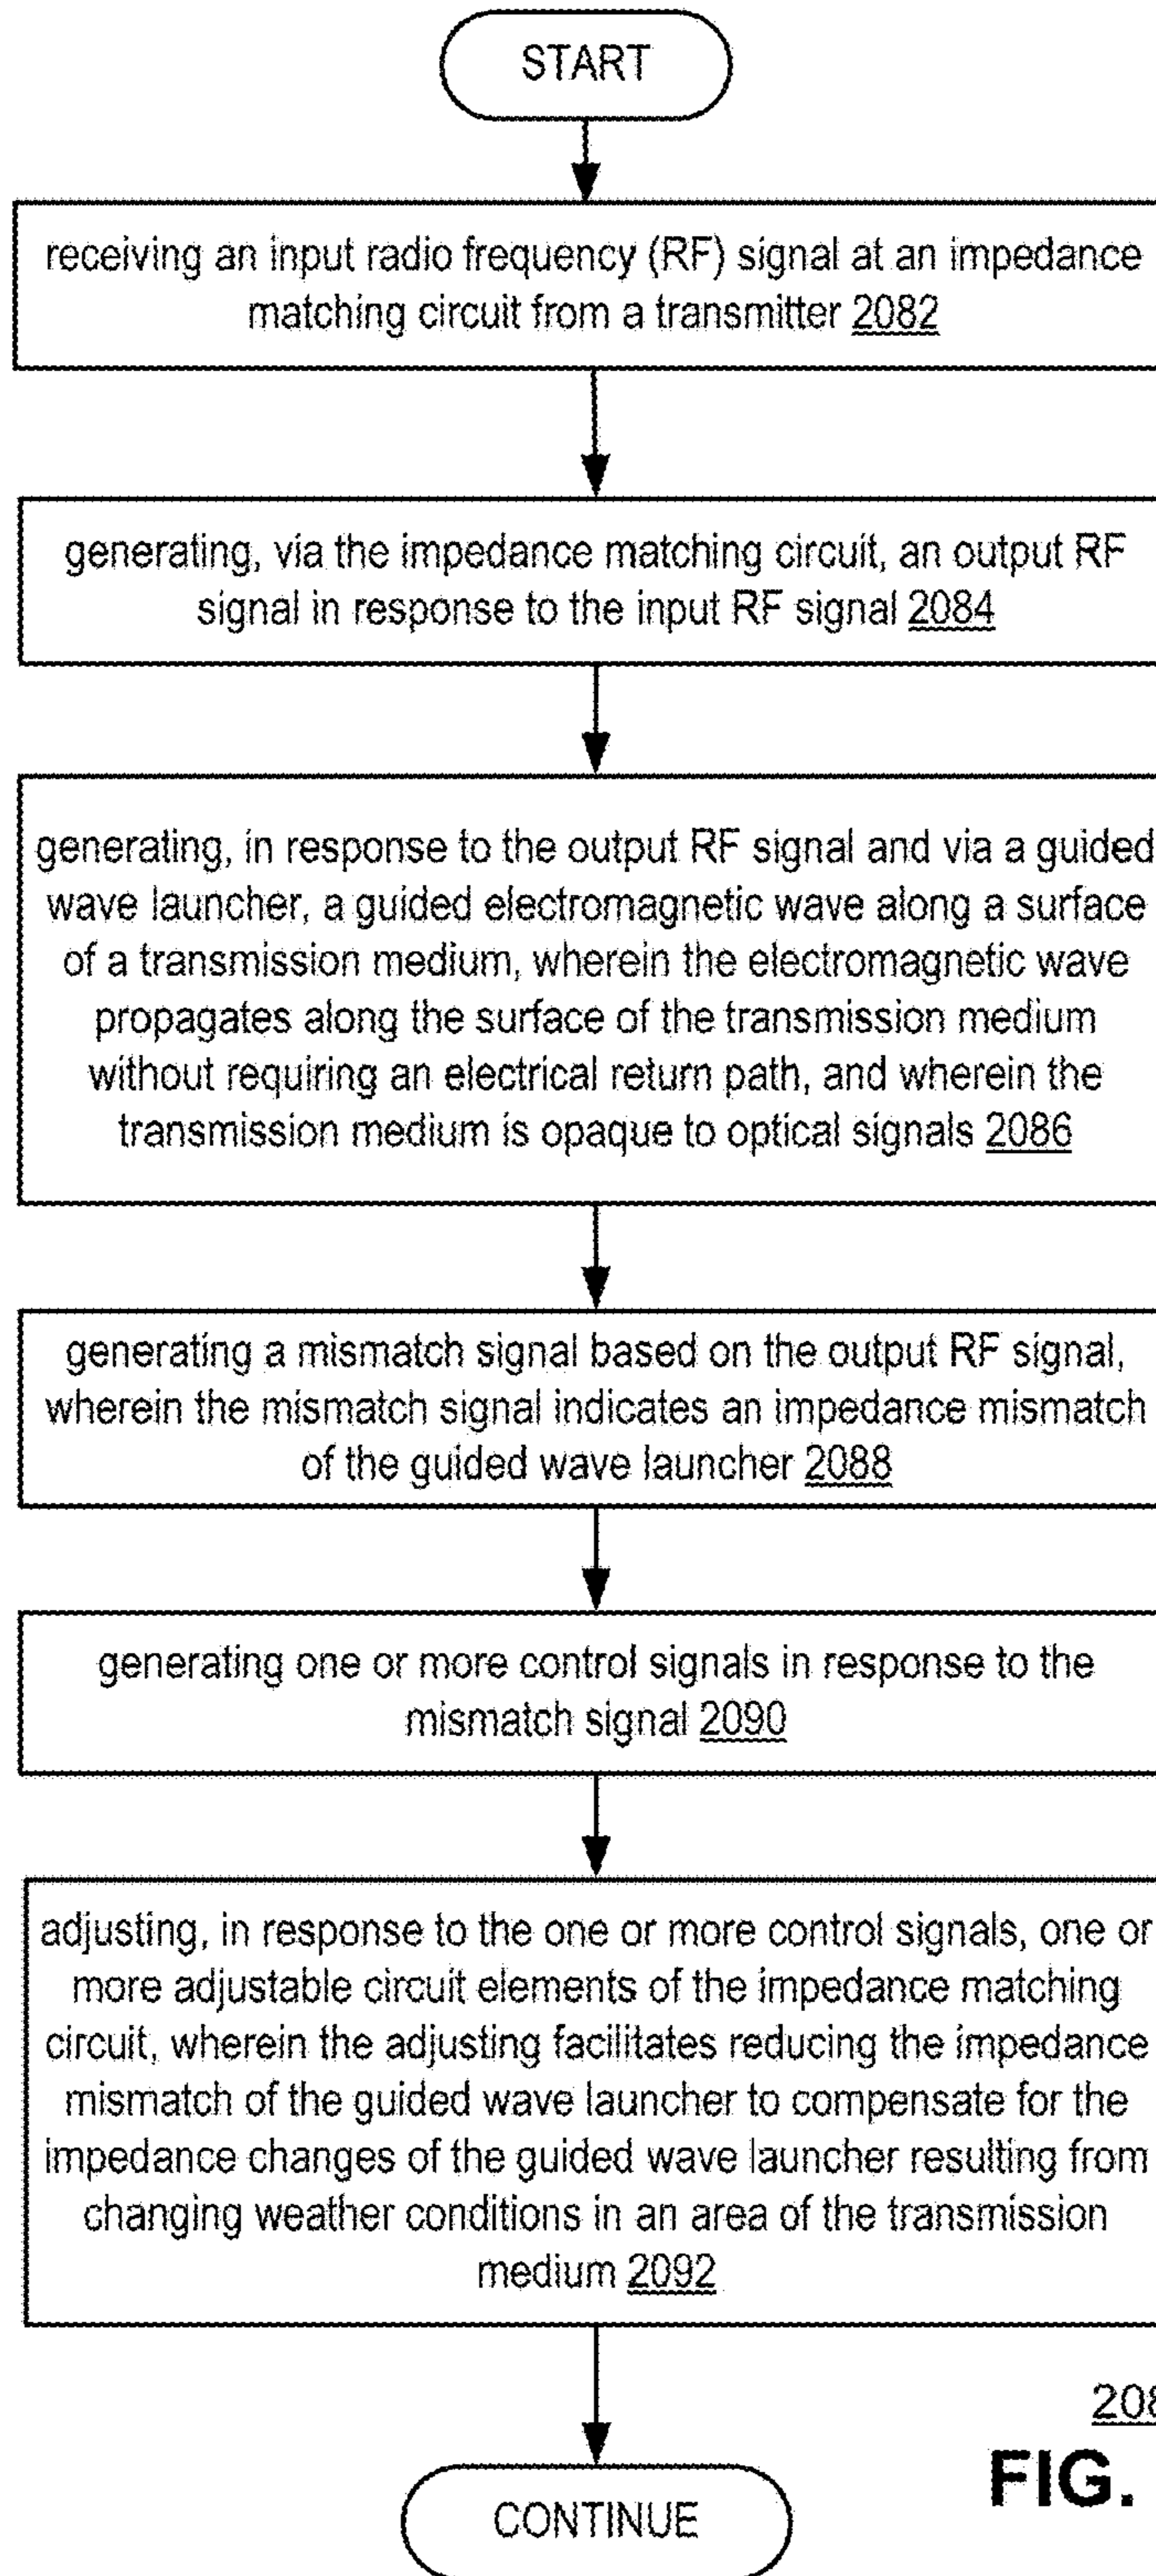 START
receiving an input radio frequency (RF) signal at an impedance
matching circuit from a transmitter 2082
generating, via the impedance matching circuit, an output RF
signal in response to the input RF signal 2084
generating, in response to the output RF signal and via a guided
wave launcher, a guided electromagnetic wave along a surface
of a transmission medium, wherein the electromagnetic wave
propagates along the surface of the transmission medium
without requiring an electrical return path, and wherein the
transmission medium is opaque to optical signals 2086
generating a mismatch signal based on the output RF signal,
wherein the mismatch signal indicates an impedance mismatch
of the guided wave launcher 2088
generating one or more control signals in response to the
mismatch signal 2090
adjusting, in response to the one or more control signals, one or
more adjustable circuit elements of the impedance matching
circuit, wherein the adjusting facilitates reducing the impedance
mismatch of the guided wave launcher to compensate for the
impedance changes of the guided wave launcher resulting from
changing weather conditions in an area of the transmission
medium 2092
FIG.
CONTINUE